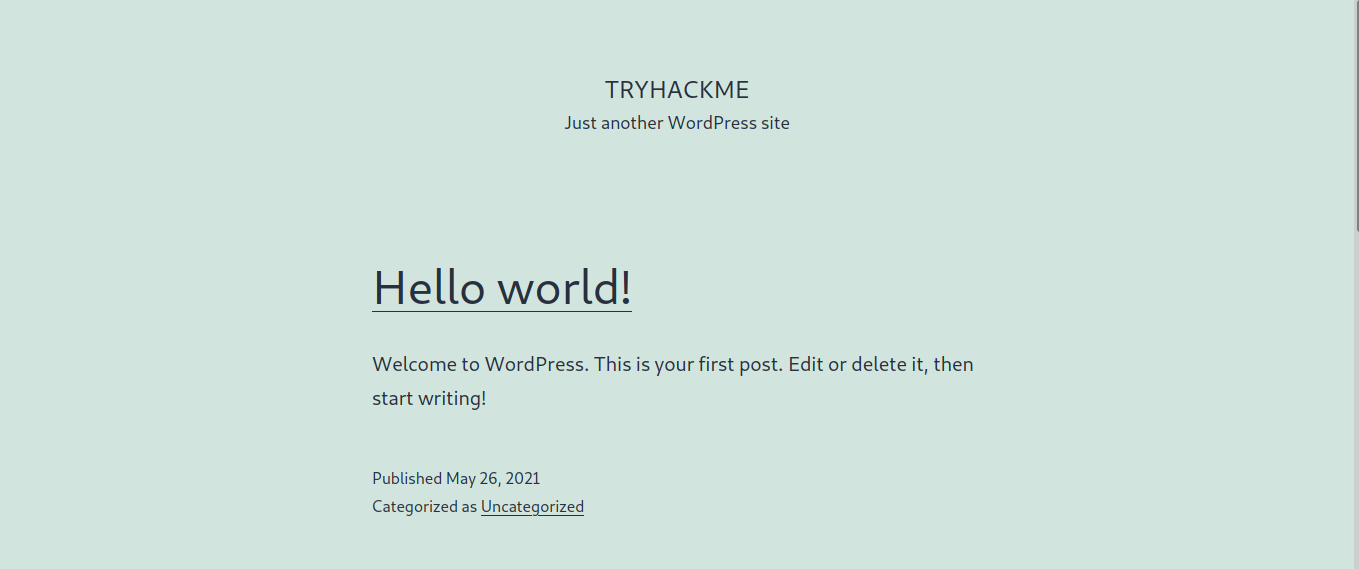 TRYHACKME
Just another WordPress site
Hello world!
Welcome to WordPress. This is your first post. Edit or delete it, then
start writing!
Published May 26, 2021
Categorized as Uncategorized